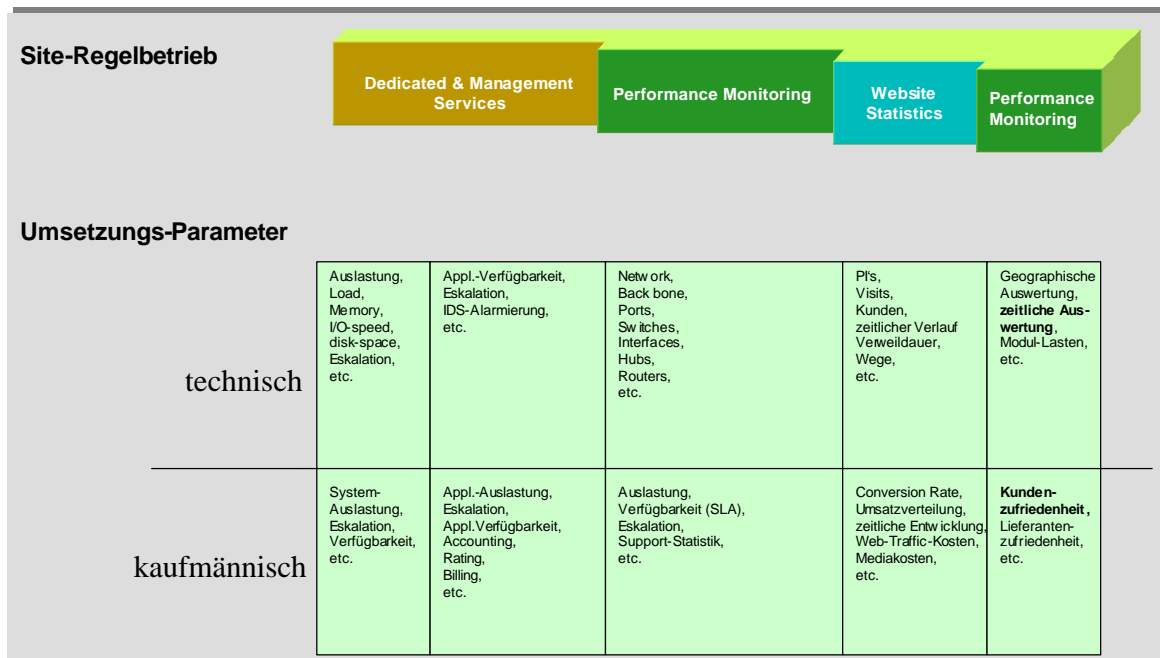 Site-Regelbetrieb
Dedicated & Management
Services
Performance Monitoring
Website
Statistics
Performance
Monitoring
Umsetzungs-Parameter
technisch
Auslastung,
Load,
Memory,
I/O-speed,
disk-space,
Eskalation,
etc.
Appl.-Verfügbarkeit,
Eskalation,
IDS-Alarmierung,
etc.
Network,
Back bone,
Ports,
Switches,
Interfaces,
Hubs,
Routers,
etc.
PI's,
Visits,
Kunden,
zeitlicher Verlauf
Verweildauer,
Wege,
etc.
Geographische
Auswertung,
zeitliche Aus-
wertung,
Modul-Lasten,
etc.
kaufmännisch
System-
Auslastung,
Eskalation,
Verfügbarkeit,
etc.
Appl.-Auslastung,
Eskalation,
Appl.Verfügbarkeit,
Accounting,
Rating,
Billing,
etc.
Auslastung,
Verfügbarkeit (SLA),
Eskalation,
Support-Statistik,
etc.
Conversion Rate,
Umsatzverteilung,
zeitliche Entwicklung,
Web-Traffic-Kosten,
Mediakosten,
etc.
Kunden-
zufriedenheit,
Lieferanten-
zufriedenheit,
etc.